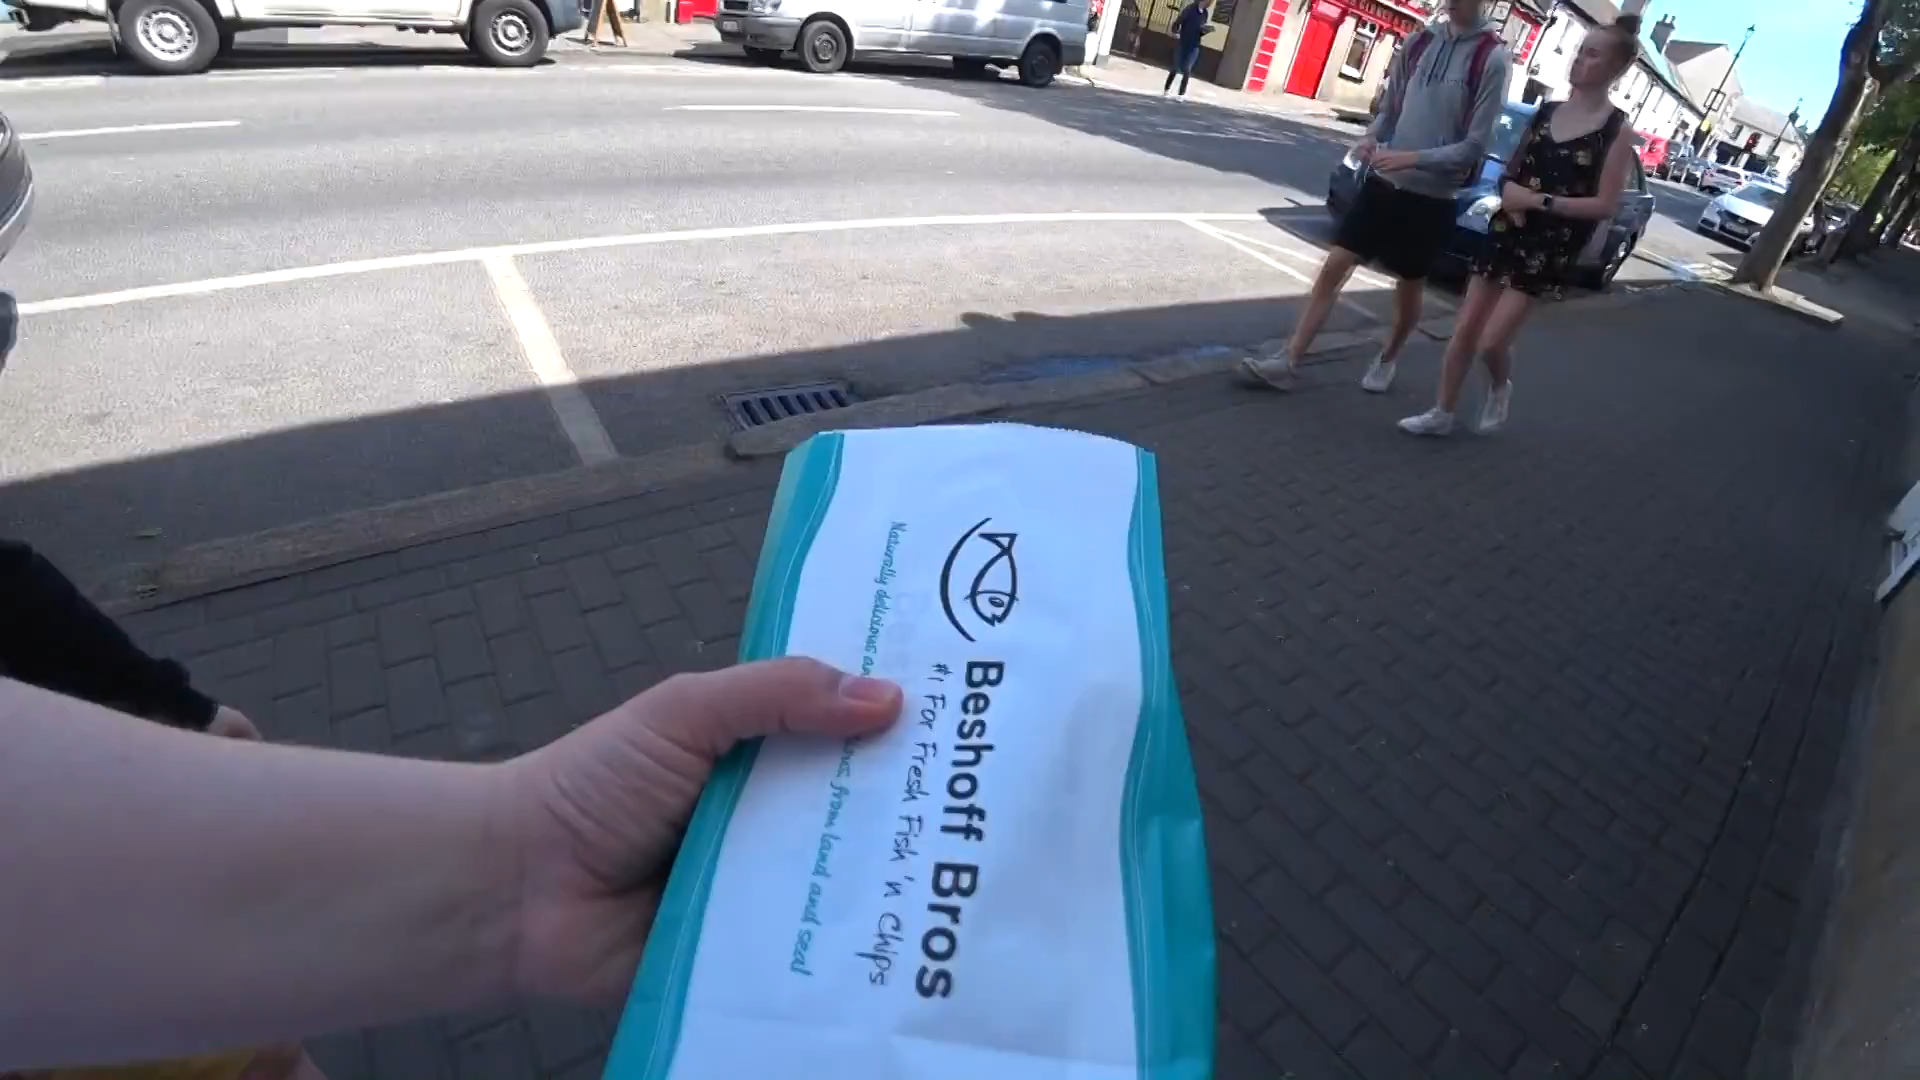 Beshoff Bros
#1 For Fresh Fish 'n Chips
Naturally delicious from land and sea!